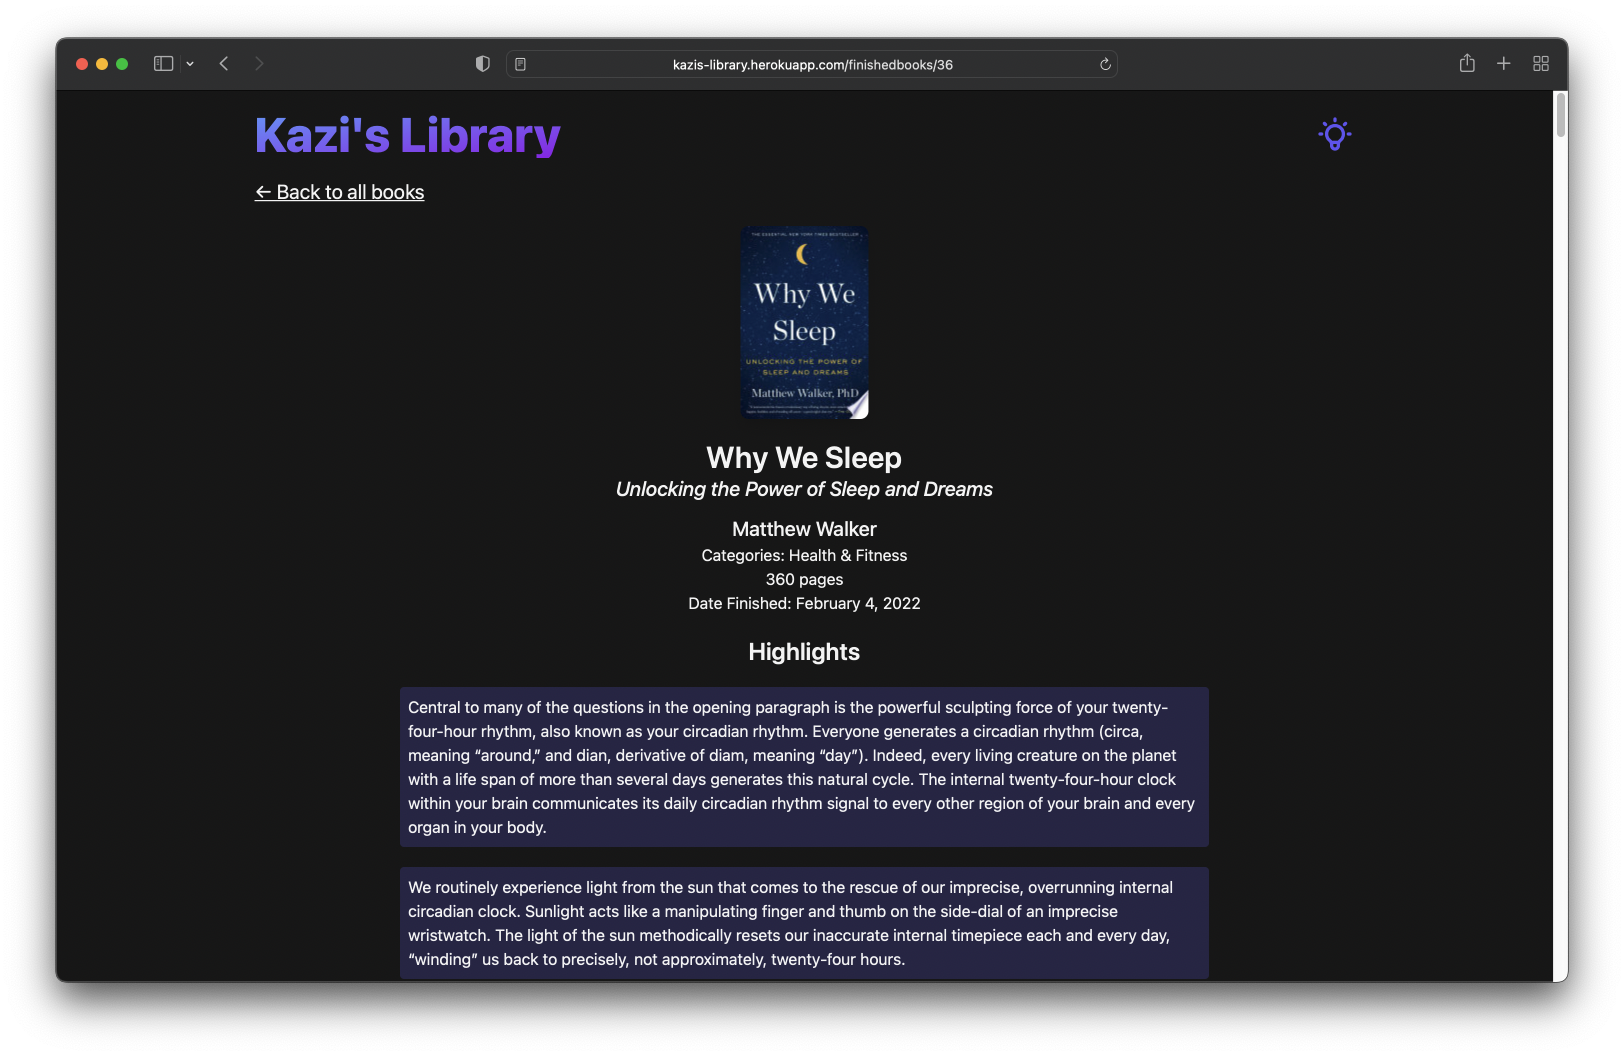 kazis-library.herokuapp.com/finishedbooks/36
Kazi's Library
← Back to all books
THE ESSENTIAL NEW YORK TIMES BESTSELLER
Why We
Sleep
UNLOCKING THE POWER OF
SLEEP AND DREAMS
Matthew Walker, PhD
Why We Sleep
Unlocking the Power of Sleep and Dreams
Matthew Walker
Categories: Health & Fitness
360 pages
Date Finished: February 4, 2022
Highlights
Central to many of the questions in the opening paragraph is the powerful sculpting force of your twenty-
four-hour rhythm, also known as your circadian rhythm. Everyone generates a circadian rhythm (circa,
meaning “around,” and dian, derivative of diam, meaning “day”). Indeed, every living creature on the planet
with a life span of more than several days generates this natural cycle. The internal twenty-four-hour clock
within your brain communicates its daily circadian rhythm signal to every other region of your brain and every
organ in your body.
We routinely experience light from the sun that comes to the rescue of our imprecise, overrunning internal
circadian clock. Sunlight acts like a manipulating finger and thumb on the side-dial of an imprecise
wristwatch. The light of the sun methodically resets our inaccurate internal timepiece each and every day,
“winding” us back to precisely, not approximately, twenty-four hours.